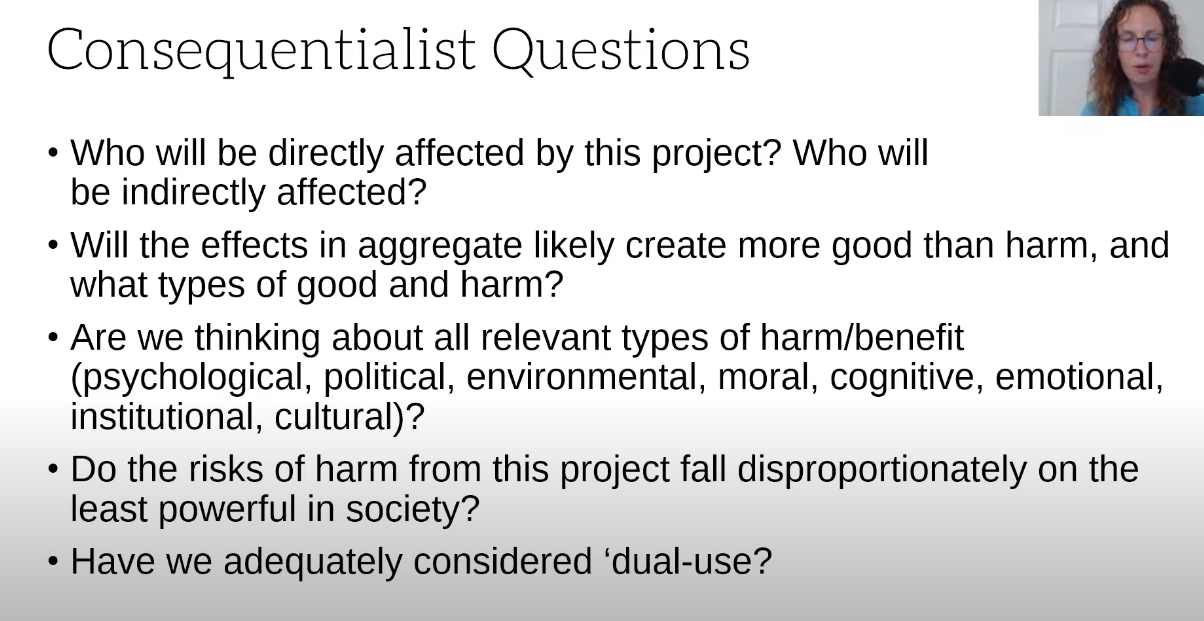 Consequentialist Questions
• Who will be directly affected by this project? Who will
be indirectly affected?
• Will the effects in aggregate likely create more good than harm, and
what types of good and harm?
• Are we thinking about all relevant types of harm/benefit
(psychological, political, environmental, moral, cognitive, emotional,
institutional, cultural)?
• Do the risks of harm from this project fall disproportionately on the
least powerful in society?
• Have we adequately considered ‘dual-use?